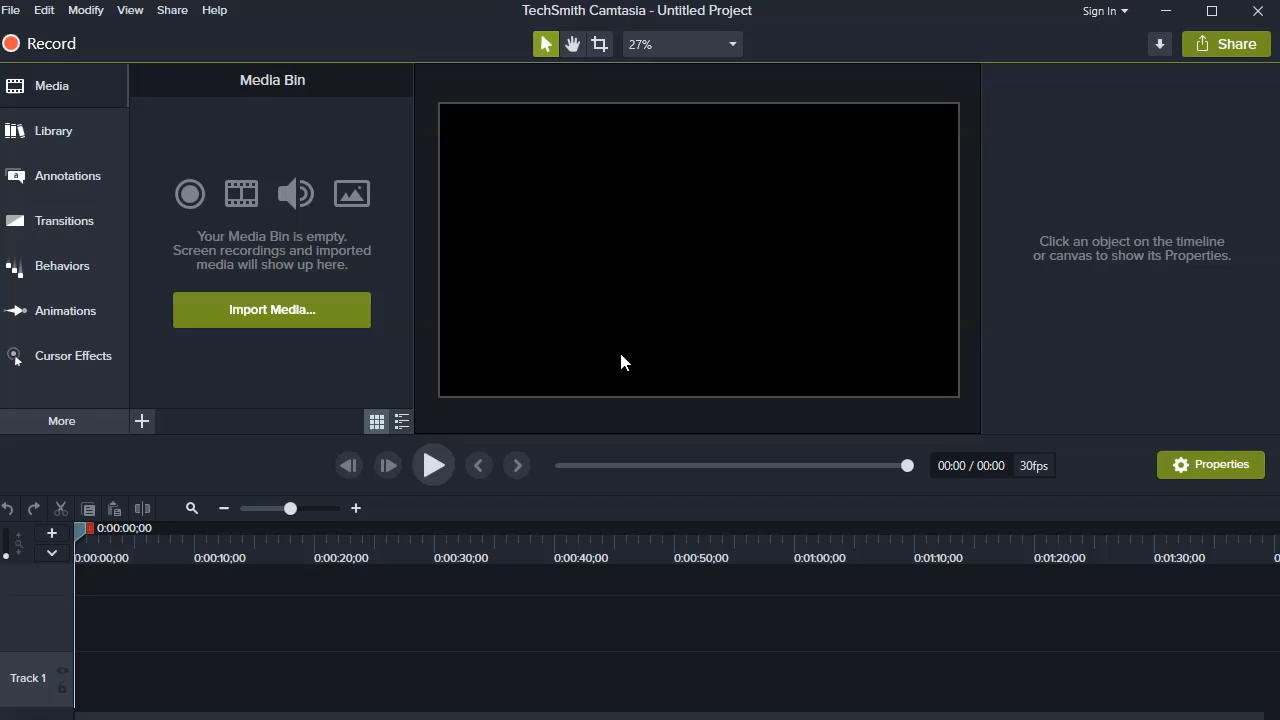 File Edit Modify View Share Help
TechSmith Camtasia - Untitled Project
Sign In
Record
27%
Share
Media
Library
Annotations
Transitions
Behaviors
Animations
Cursor Effects
More
Media Bin
Your Media Bin is empty.
Screen recordings and imported
media will show up here.
Import Media...
Click an object on the timeline
or canvas to show its Properties.
00:00 / 00:00 30fps
Properties
0:00:00;00
0:00:00;00 0:00:10;00 0:00:20;00 0:00:30;00 0:00:40;00 0:00:50;00 0:01:00;00 0:01:10;00 0:01:20;00 0:01:30;00
Track 1